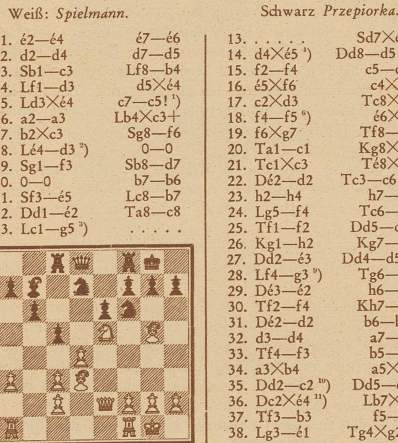 Weiß: Spielmann.
1. é2—é4 é7—é6
2. d2—d4 d7—d5
3. Sb1—c3 Lf8—b4
4. Lf1—d3 d5×é4
5. Ld3×é4 c7—c5! ¹)
6. a2—a3 Lb4×c3+
7. b2×c3 Sg8—f6
8. Lé4—d3 ²) 0—0
9. Sg1—f3 Sb8—d7
0. 0—0 b7—b6
1. Sf3—é5 Lc8—b7
2. Dd1—é2 Ta8—c8
3. Lc1—g5 ³) . . . . .
Schwarz Przepiorka.
13. . . . . . . Sd7×
14. d4×é5 ⁴) Dd8—d5
15. f2—f4 c5—
16. é5×f6 c4×
17. c2×d3 Tc8×
18. f4—f5 ⁶) é6×
19. f6×g7 Tf8—
20. Ta1—c1 Kg8×
21. Tc1×c3 Té8×
22. Dé2—d2 Tc3—c6
23. h2—h4 h7—
24. Lg5—f4 Tc6—
25. Tf1—f2 Dd5—
26. Kg1—h2 Kg7—
27. Dd2—é3 Dd4—d5
28. Lf4—g3 ⁹) Tg6—
29. Dé3—é2 h6—
30. Tf2—f4 Kh7—
31. Dé2—d2 b6—
32. d3—d4 a7—
33. Tf4—f3 b5—
34. a3×b4 a5×
35. Dd2—c2 ¹⁰) Dd5—
36. Dc2×é4 ¹¹) Lb7×
37. Tf3—b3 f5—
38. Lg3—é1 Tg4×g2